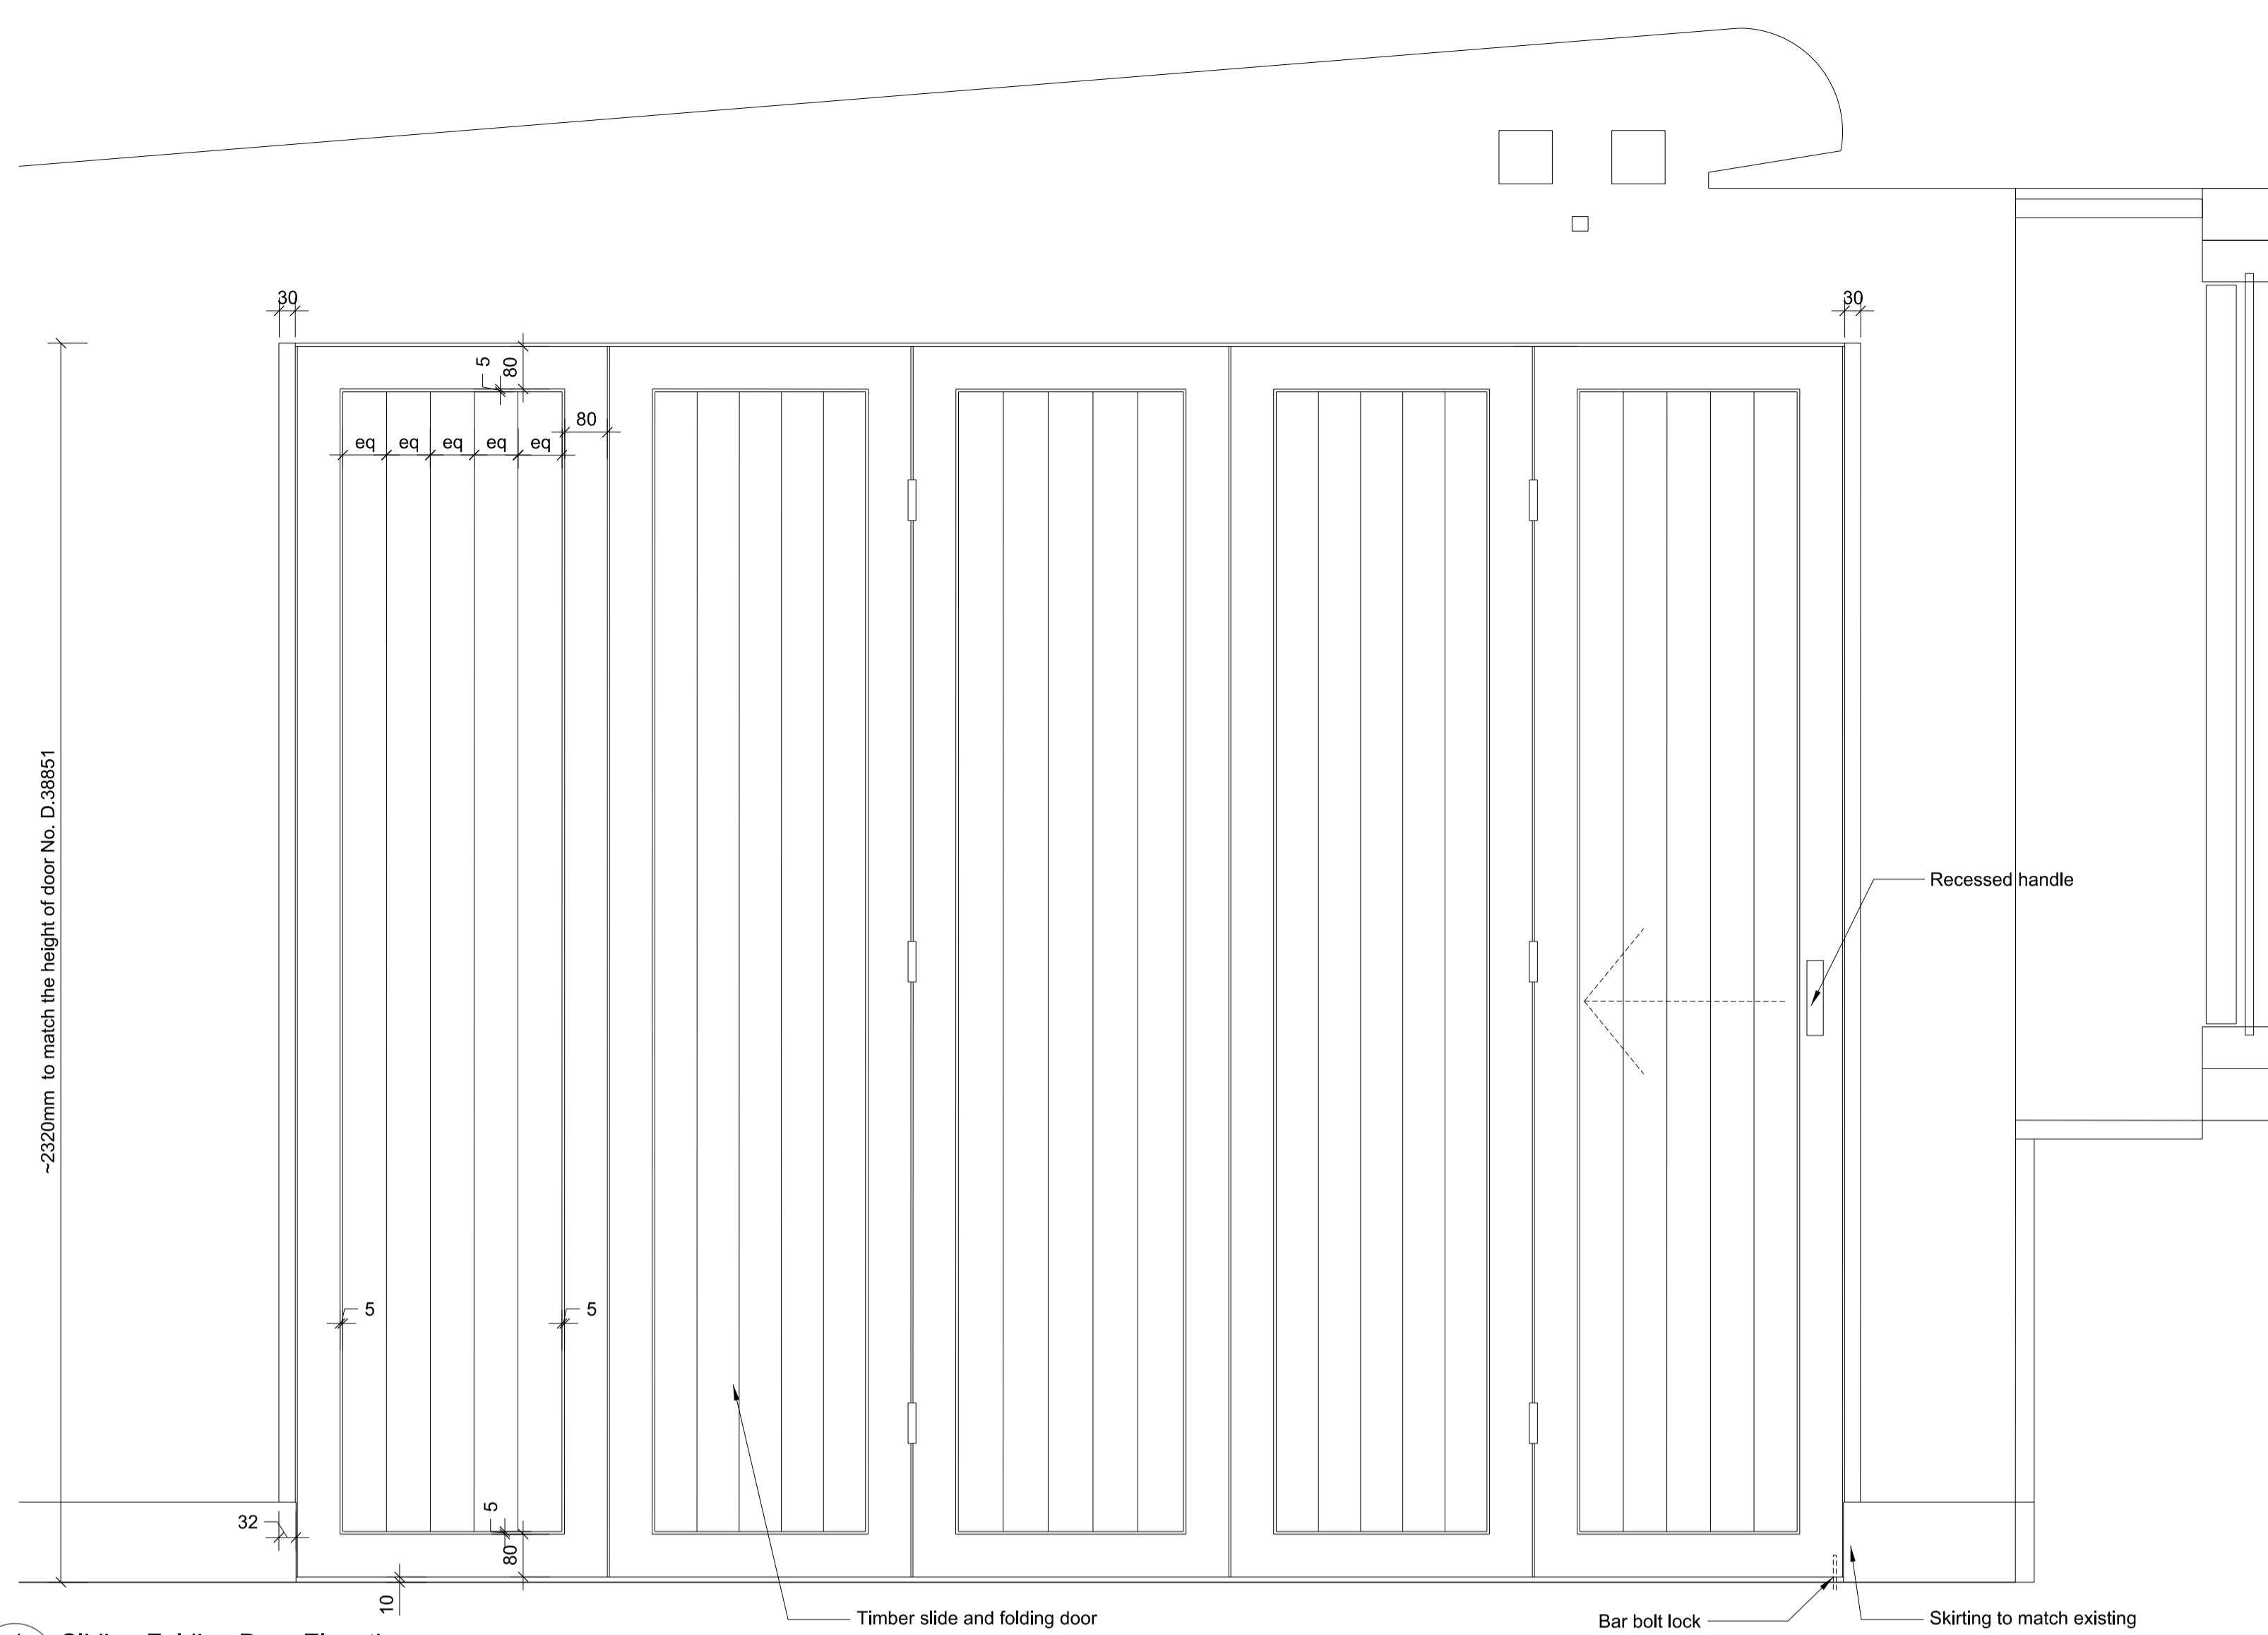 30
30
5
80
80
eq
eq
eq
eq
eq
~2320mm to match the height of door No. D.38851
Recessed handle
5
5
5
32
80
10
Timber slide and folding door
Bar bolt lock
Skirting to match existing